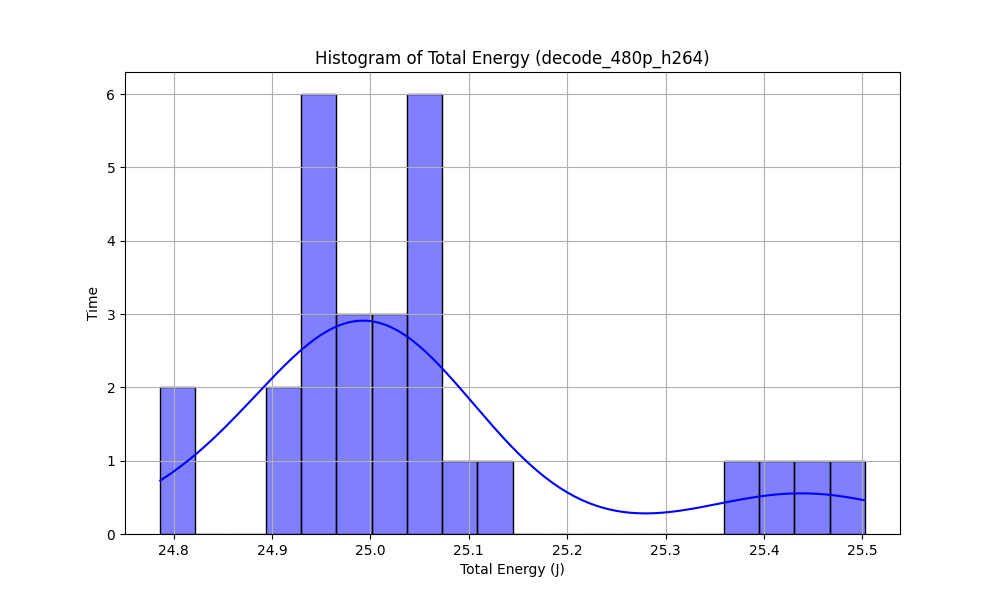 Histogram of Total Energy (decode_480p_h264)
Time
6
5
4
3
2
1
0
24.8 24.9 25.0 25.1 25.2 25.3 25.4 25.5
Total Energy (J)